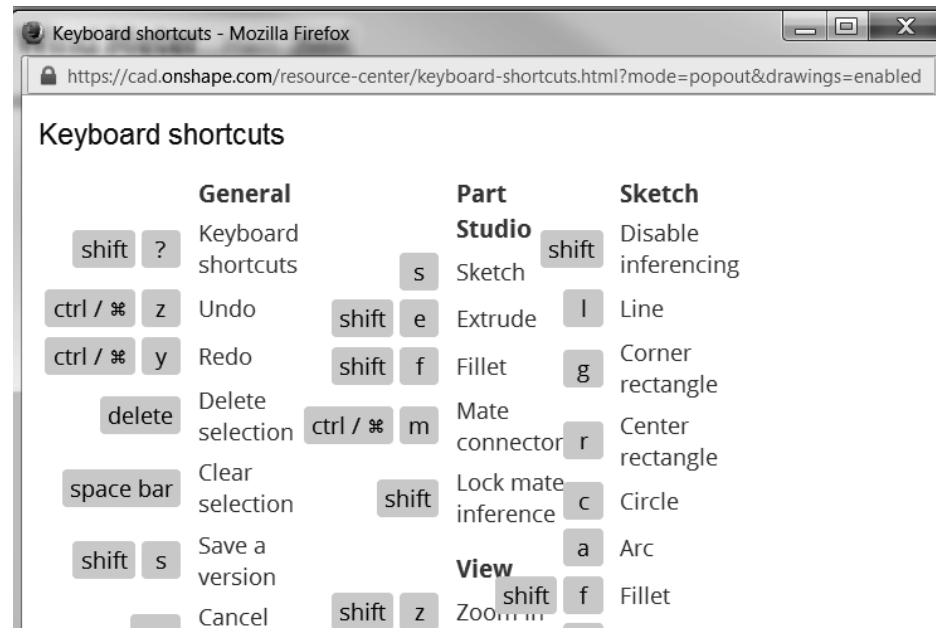 Keyboard shortcuts - Mozilla Firefox
https://cad.onshape.com/resource-center/keyboard-shortcuts.html?mode=popout&drawings=enabled
Keyboard shortcuts
General
shift ? Keyboard
shortcuts
ctrl / ⌘ z Undo
ctrl / ⌘ y Redo
delete Delete
selection
space bar Clear
selection
shift s Save a
version
Cancel
Part
Studio
s Sketch
shift e Extrude
shift f Fillet
ctrl / ⌘ m Mate
connector
shift Lock mate
inference
View
shift z Zoom in
Sketch
shift Disable
inferencing
l Line
g Corner
rectangle
r Center
rectangle
c Circle
a Arc
shift f Fillet